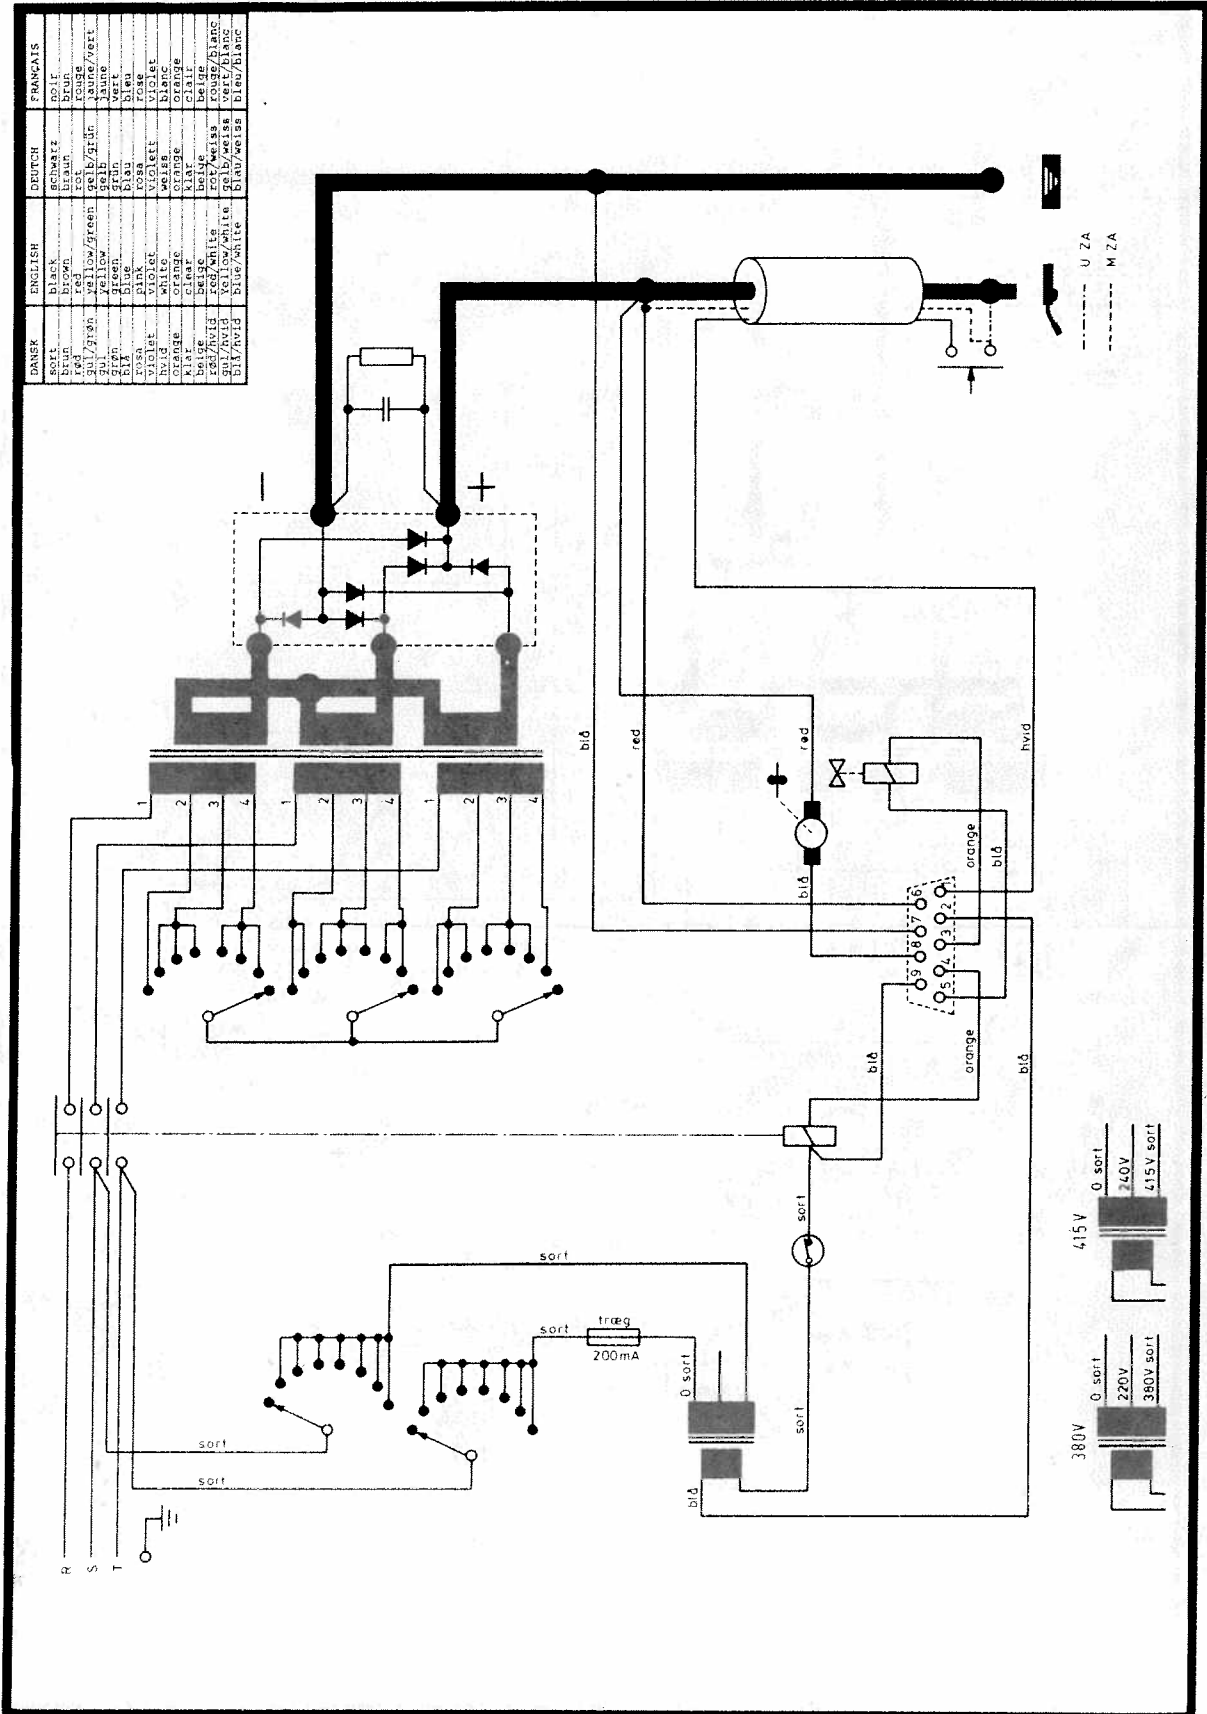 DANSK ENGLISH DEUTCH FRANCAIS
sort black schwarz noir
brun brown braun brun
rød red rot rouge
gul/grøn yellow/green gelb/grün jaune/vert
gul yellow gelb jaune
grøn green grün vert
blå blue blau bleu
rosa pink rosa rose
violet violet violett violet
hvid white weiss blanc
orange orange orange orange
klar clear klar clair
beige beige beige beige
rød/hvid red/white rot/weiss rouge/blanc
gul/hvid yellow/white gelb/weiss vert/blanc
blå/hvid blue/white blau/weiss bleu/blanc
−
+
U ZA
M ZA
1 2 3 4 1 2 3 4 1 2 3 4
blå
rød
rød
hvid
blå
orange
blå
6 7 8 9
1 2 3 4 5
blå
orange
blå
sort
sort
sort
træg
200mA
0 sort
sort
sort
sort
blå
R
S
T
415V
0 sort
240V
415V sort
380V
0 sort
220V
380V sort